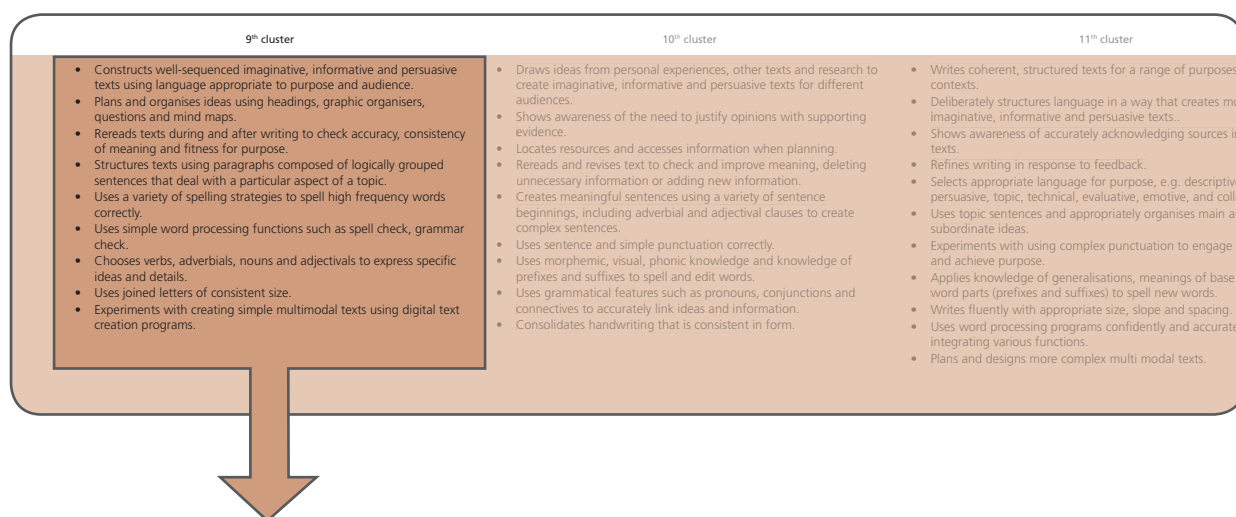 9th cluster
• Constructs well-sequenced imaginative, informative and persuasive
texts using language appropriate to purpose and audience.
• Plans and organises ideas using headings, graphic organisers,
questions and mind maps.
• Rereads texts during and after writing to check accuracy, consistency
of meaning and fitness for purpose.
• Structures texts using paragraphs composed of logically grouped
sentences that deal with a particular aspect of a topic.
• Uses a variety of spelling strategies to spell high frequency words
correctly.
• Uses simple word processing functions such as spell check, grammar
check.
• Chooses verbs, adverbials, nouns and adjectivals to express specific
ideas and details.
• Uses joined letters of consistent size.
• Experiments with creating simple multimodal texts using digital text
creation programs.
10th cluster
• Draws ideas from personal experiences, other texts and research to
create imaginative, informative and persuasive texts for different
audiences.
• Shows awareness of the need to justify opinions with supporting
evidence.
• Locates resources and accesses information when planning.
• Rereads and revises text to check and improve meaning, deleting
unnecessary information or adding new information.
• Creates meaningful sentences using a variety of sentence
beginnings, including adverbial and adjectival clauses to create
complex sentences.
• Uses sentence and simple punctuation correctly.
• Uses morphemic, visual, phonic knowledge and knowledge of
prefixes and suffixes to spell and edit words.
• Uses grammatical features such as pronouns, conjunctions and
connectives to accurately link ideas and information.
• Consolidates handwriting that is consistent in form.
11th cluster
• Writes coherent, structured texts for a range of purposes
contexts.
• Deliberately structures language in a way that creates
imaginative, informative and persuasive texts..
• Shows awareness of accurately acknowledging sources
texts.
• Refines writing in response to feedback.
• Selects appropriate language for purpose, e.g.
persuasive, topic, technical, evaluative, emotive, and
• Uses topic sentences and appropriately organises main
subordinate ideas.
• Experiments with using complex punctuation to engage
and achieve purpose.
• Applies knowledge of generalisations, meanings of base
word parts (prefixes and suffixes) to spell new words.
• Writes fluently with appropriate size, slope and spacing.
• Uses word processing programs confidently and
integrating various functions.
• Plans and designs more complex multi modal texts.